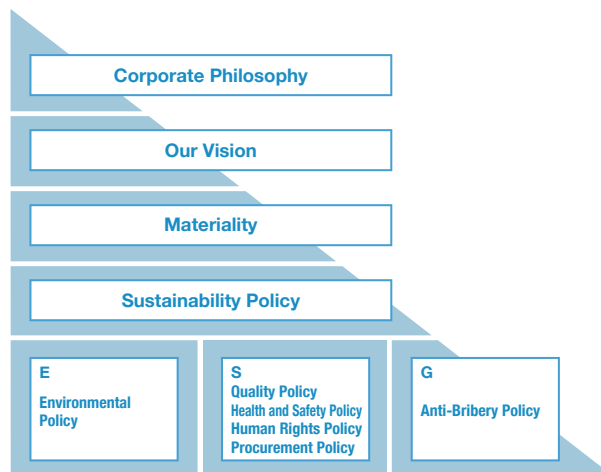 Corporate Philosophy
Our Vision
Materiality
Sustainability Policy
E
Environmental
Policy
S
Quality Policy
Health and Safety Policy
Human Rights Policy
Procurement Policy
G
Anti-Bribery Policy